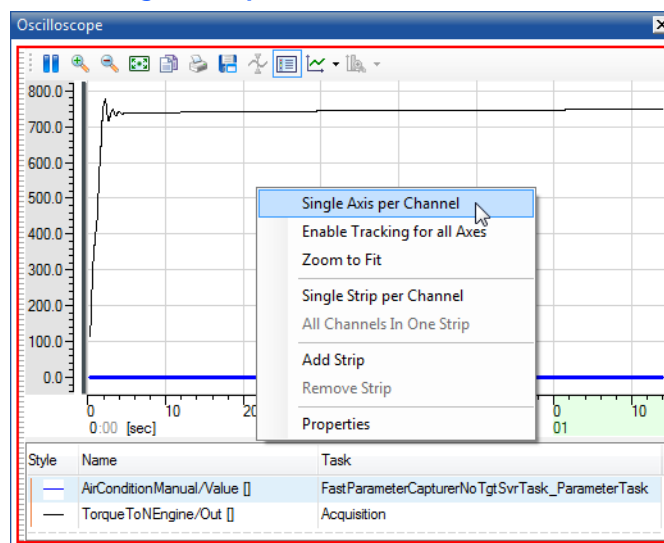 Oscilloscope
800.0
700.0
600.0
500.0
400.0
300.0
200.0
100.0
0.0
Single Axis per Channel
Enable Tracking for all Axes
Zoom to Fit
Single Strip per Channel
All Channels In One Strip
Add Strip
Remove Strip
Properties
0 10 20 0 10
0:00 [sec] 01
Style Name Task
AirConditionManual/Value [] FastParameterCapturerNoTgtSvrTask_ParameterTask
TorqueToNEngine/Out [] Acquisition